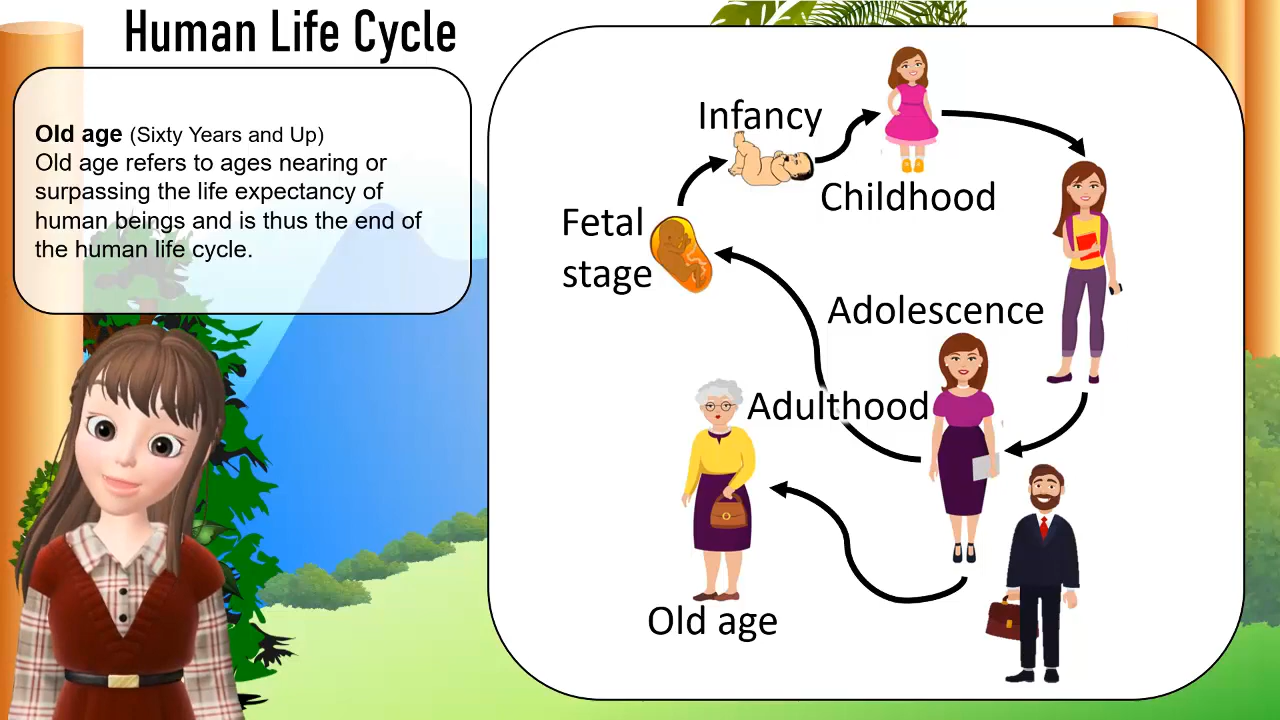 Human Life Cycle
Old age (Sixty Years and Up)
Old age refers to ages nearing or
surpassing the life expectancy of
human beings and is thus the end of
the human life cycle.
Infancy
Childhood
Fetal
stage
Adolescence
Adulthood
Old age